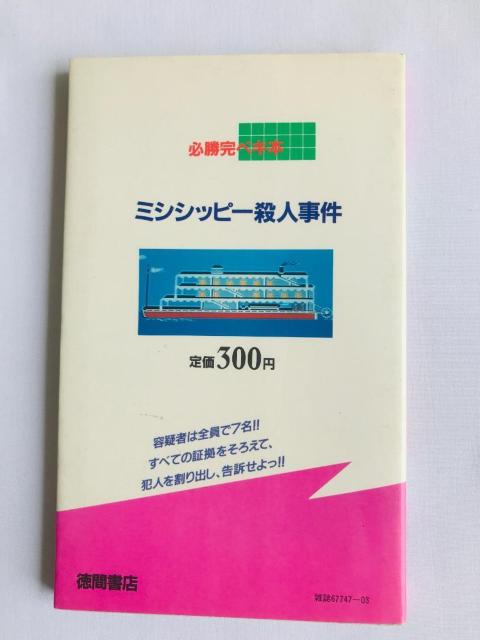 必勝完ペキ本
ミシシッピー殺人事件
定価300円
容疑者は全員で7名!!
すべての証拠をそろえて、
犯人を割り出し、告訴せよっ!!
徳間書店
雑誌67747-03